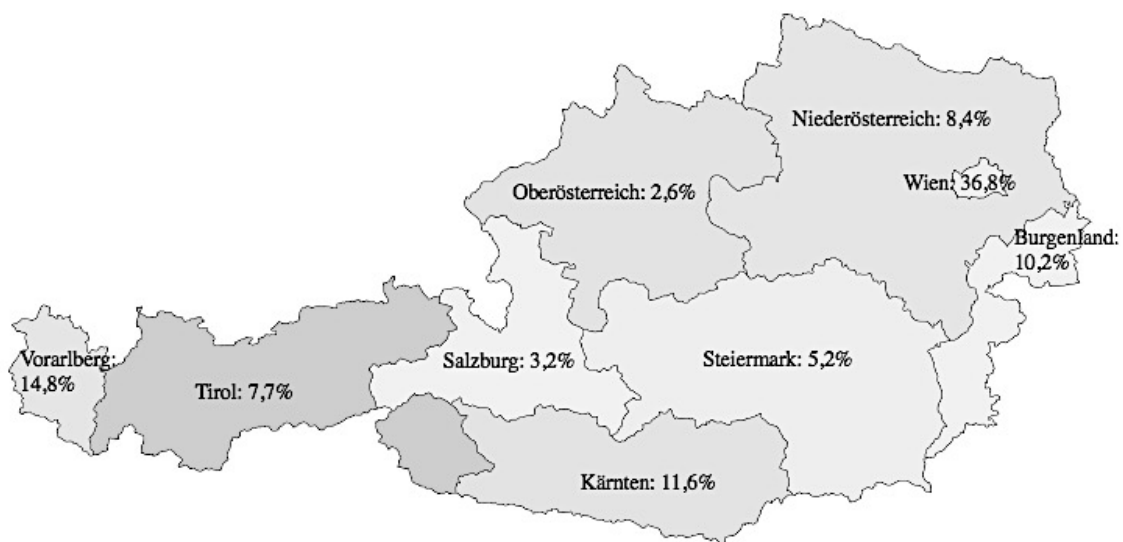 Niederösterreich: 8,4%
Wien: 36,8%
Oberösterreich: 2,6%
Burgenland:
10,2%
Vorarlberg:
14,8%
Tirol: 7,7%
Salzburg: 3,2%
Steiermark: 5,2%
Kärnten: 11,6%